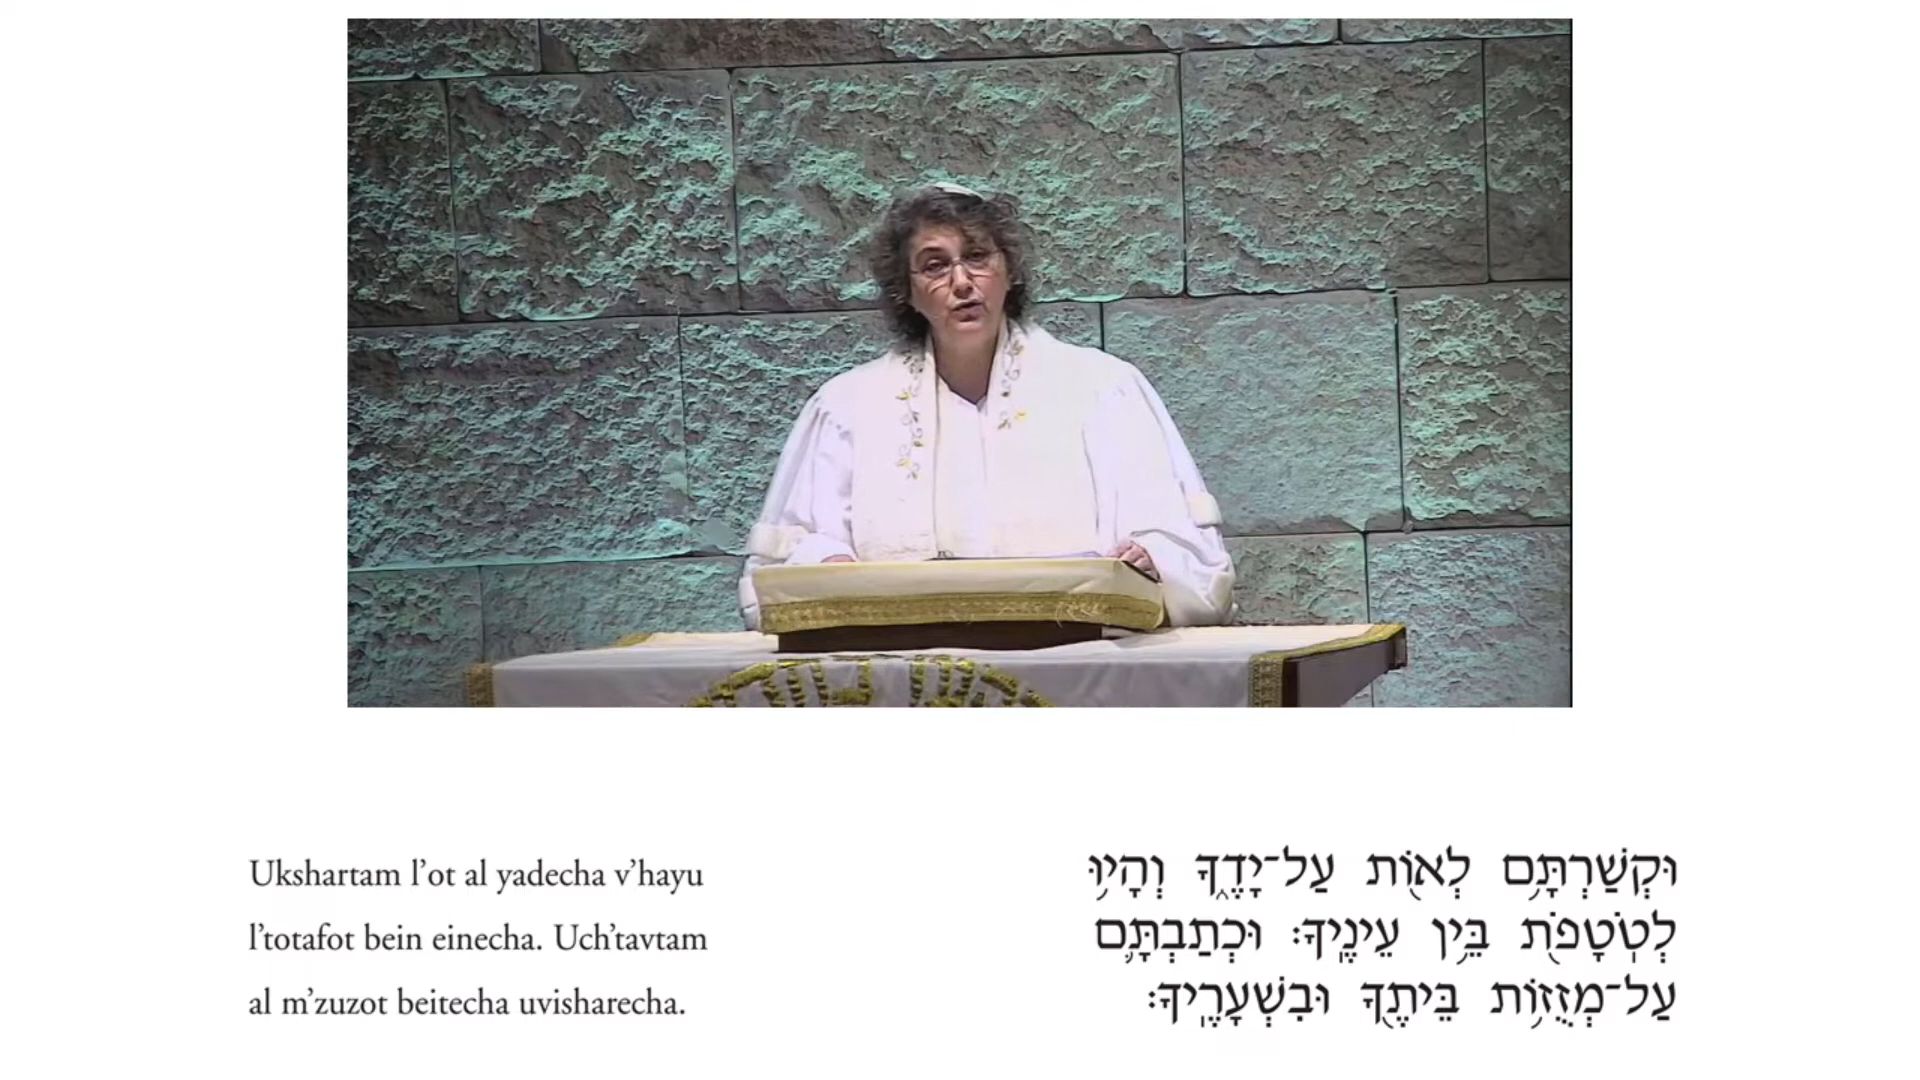 Ukshartam l’ot al yadecha v’hayu
l’totafot bein einecha. Uch’tavtam
al m’zuzot beitecha uvisharecha.
וּקְשַׁרְתָּ֥ם לְא֖וֹת עַל־יָדֶ֑ךָ וְהָי֥וּ
לְטֹֽטָפֹ֖ת בֵּ֥ין עֵינֶֽיךָ׃ וּכְתַבְתָּ֛ם
עַל־מְזֻז֥וֹת בֵּיתֶ֖ךָ וּבִשְׁעָרֶֽיךָ׃